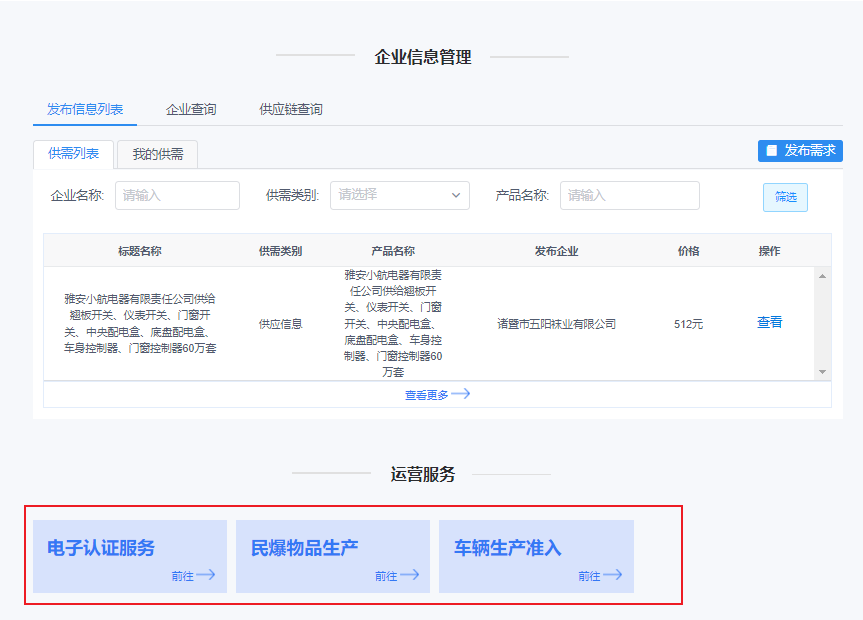 企业信息管理
发布信息列表 企业查询 供应链查询
供需列表 我的供需 发布需求
企业名称: 请输入 供需类别: 请选择 产品名称: 请输入 筛选
标题名称 供需类别 产品名称 发布企业 价格 操作
雅安小航电器有限责任公司供给
翘板开关、仪表开关、门窗开
关、中央配电盒、底盘配电盒、
车身控制器、门窗控制器60万套
供应信息
雅安小航电器有限责
任公司供给翘板开
关、仪表开关、门窗
开关、中央配电盒、
底盘配电盒、车身控
制器、门窗控制器60
万套
诸暨市五阳袜业有限公司
512元
查看
查看更多
运营服务
电子认证服务 民爆物品生产 车辆生产准入
前往 前往 前往